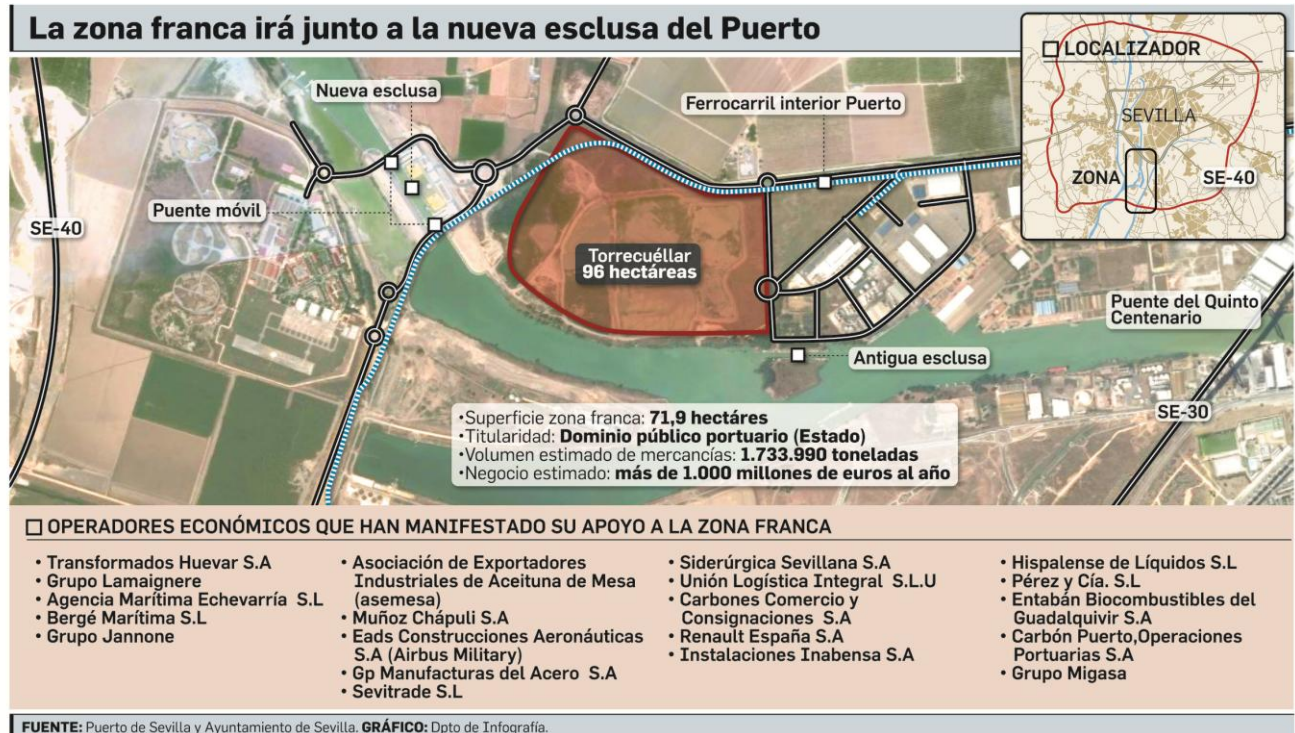 La zona franca irá junto a la nueva esclusa del Puerto
LOCALIZADOR
SEVILLA
ZONA
SE-40
Nueva esclusa
Ferrocarril interior Puerto
Puente móvil
SE-40
Torrecuéllar
96 hectáreas
Puente del Quinto
Centenario
Antigua esclusa
SE-30
•Superficie zona franca: 71,9 hectáres
•Titularidad: Dominio público portuario (Estado)
•Volumen estimado de mercancías: 1.733.990 toneladas
•Negocio estimado: más de 1.000 millones de euros al año
OPERADORES ECONÓMICOS QUE HAN MANIFESTADO SU APOYO A LA ZONA FRANCA
• Transformados Huevar S.A
• Grupo Lamaignere
• Agencia Marítima Echevarría S.L
• Bergé Marítima S.L
• Grupo Jannone
• Asociación de Exportadores
Industriales de Aceituna de Mesa
(asemesa)
• Muñoz Chápuli S.A
• Eads Construcciones Aeronáuticas
S.A (Airbus Military)
• Gp Manufacturas del Acero S.A
• Sevitrade S.L
• Siderúrgica Sevillana S.A
• Unión Logística Integral S.L.U
• Carbones Comercio y
Consignaciones S.A
• Renault España S.A
• Instalaciones Inabensa S.A
• Hispalense de Líquidos S.L
• Pérez y Cía. S.L
• Entabán Biocombustibles del
Guadalquivir S.A
• Carbón Puerto,Operaciones
Portuarias S.A
• Grupo Migasa
FUENTE: Puerto de Sevilla y Ayuntamiento de Sevilla. GRÁFICO: Dpto de Infografía.